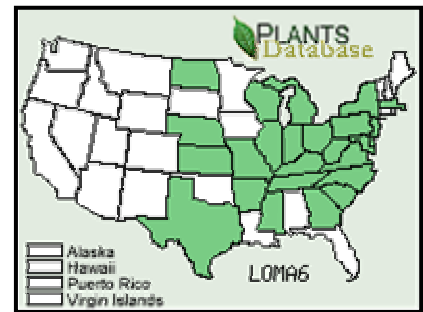 PLANTS
Database
LOMA6
Alaska
Hawaii
Puerto Rico
Virgin Islands